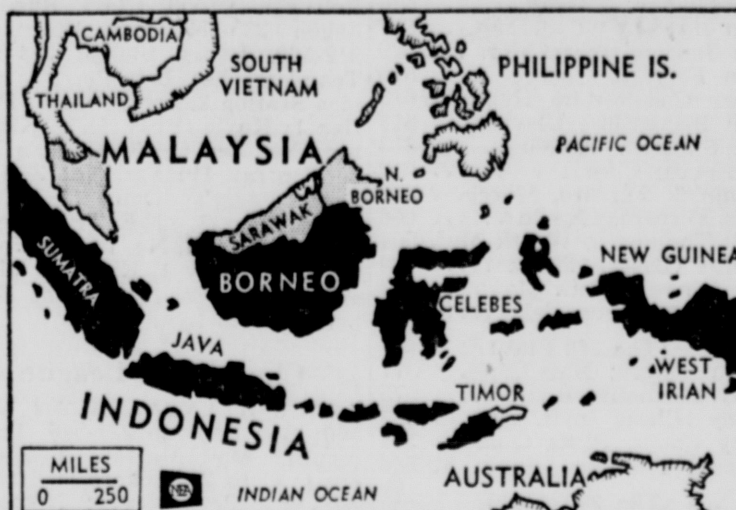 CAMBODIA
SOUTH
VIETNAM
PHILIPPINE IS.
THAILAND
MALAYSIA
PACIFIC OCEAN
N.
BORNEO
SARAWAK
SUMATRA
BORNEO
NEW GUINEA
CELEBES
JAVA
WEST
IRIAN
TIMOR
INDONESIA
MILES
0 250
NEA
INDIAN OCEAN
AUSTRALIA